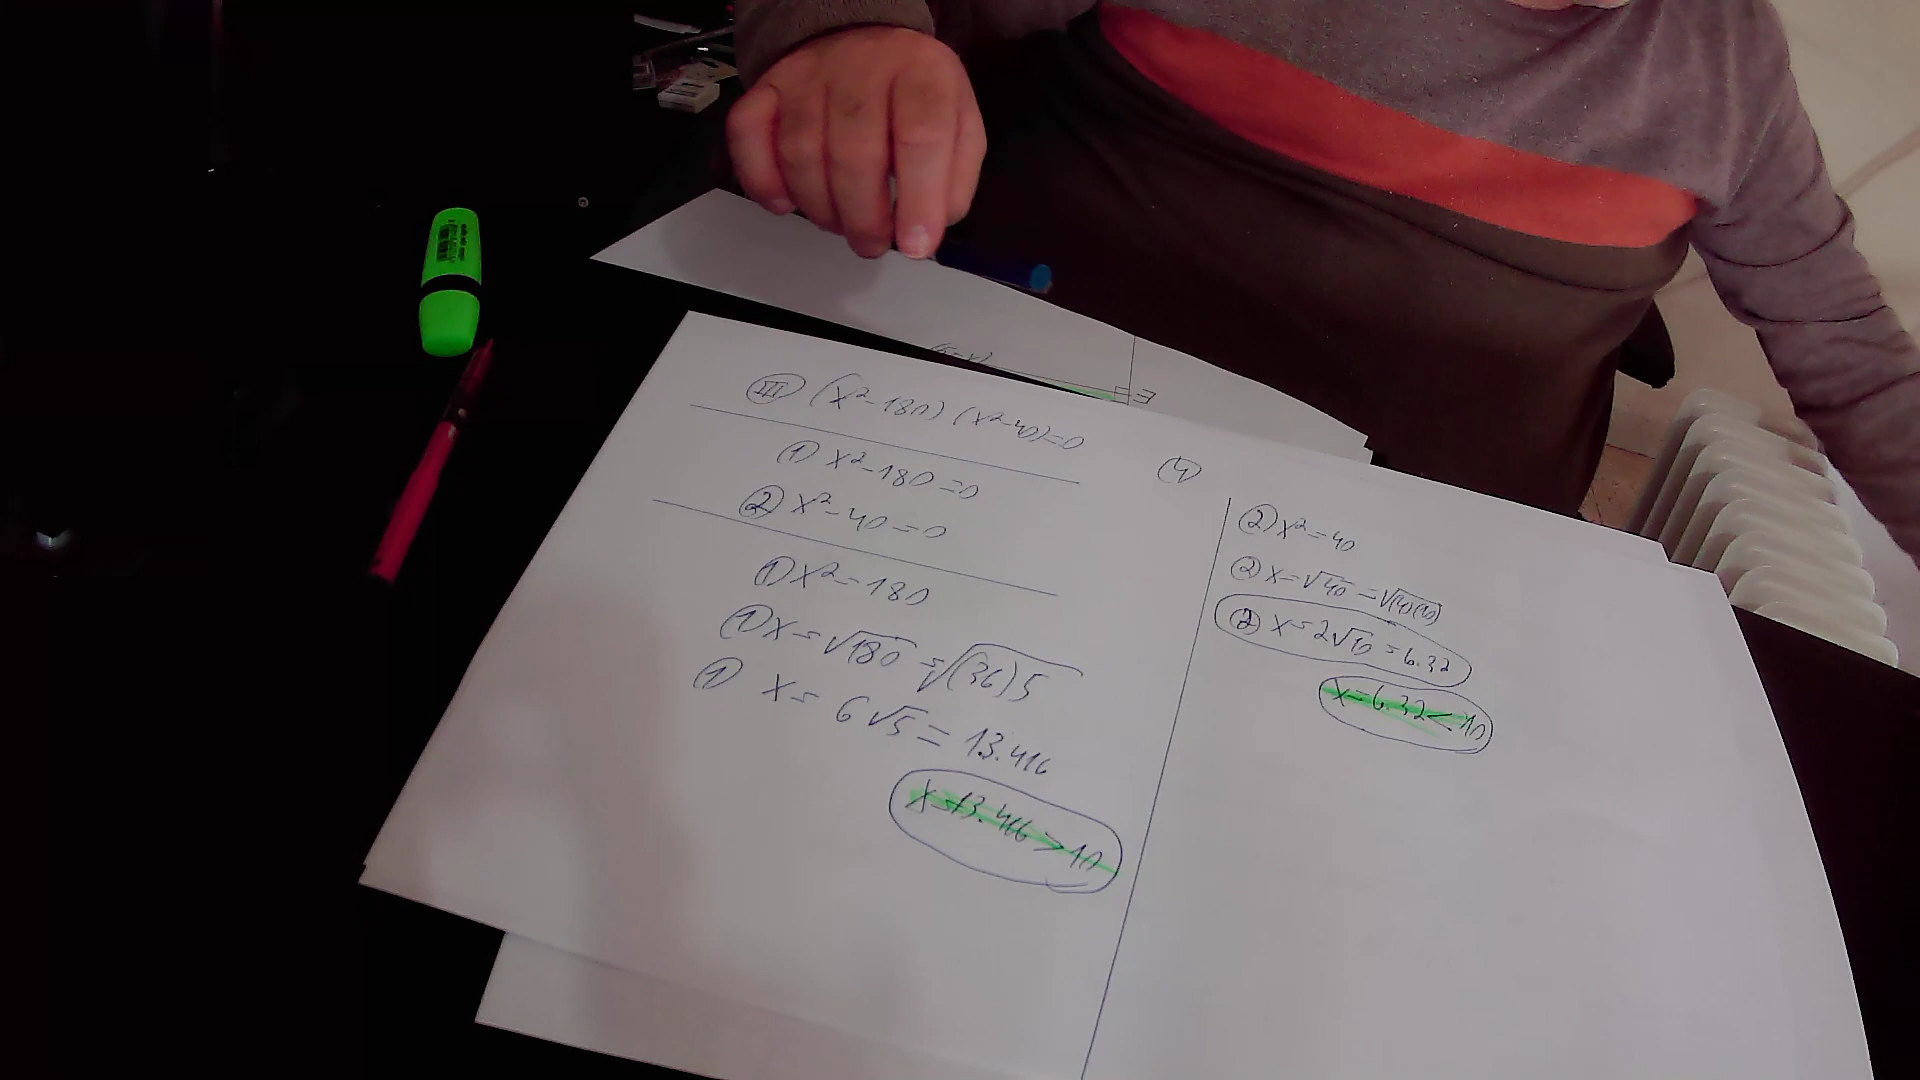 (5-x)
E
III (x²-180) (x²-40)=0
1 x²-180=0
2 x²-40=0
1 x²=180
1 x=√180 =√(36)5
1 x= 6√5 = 13.416
x=13.416>10
4
2 x²=40
2 x=√40 =√(4)(10)
2 x=2√10 =6.32
x=6.32<10